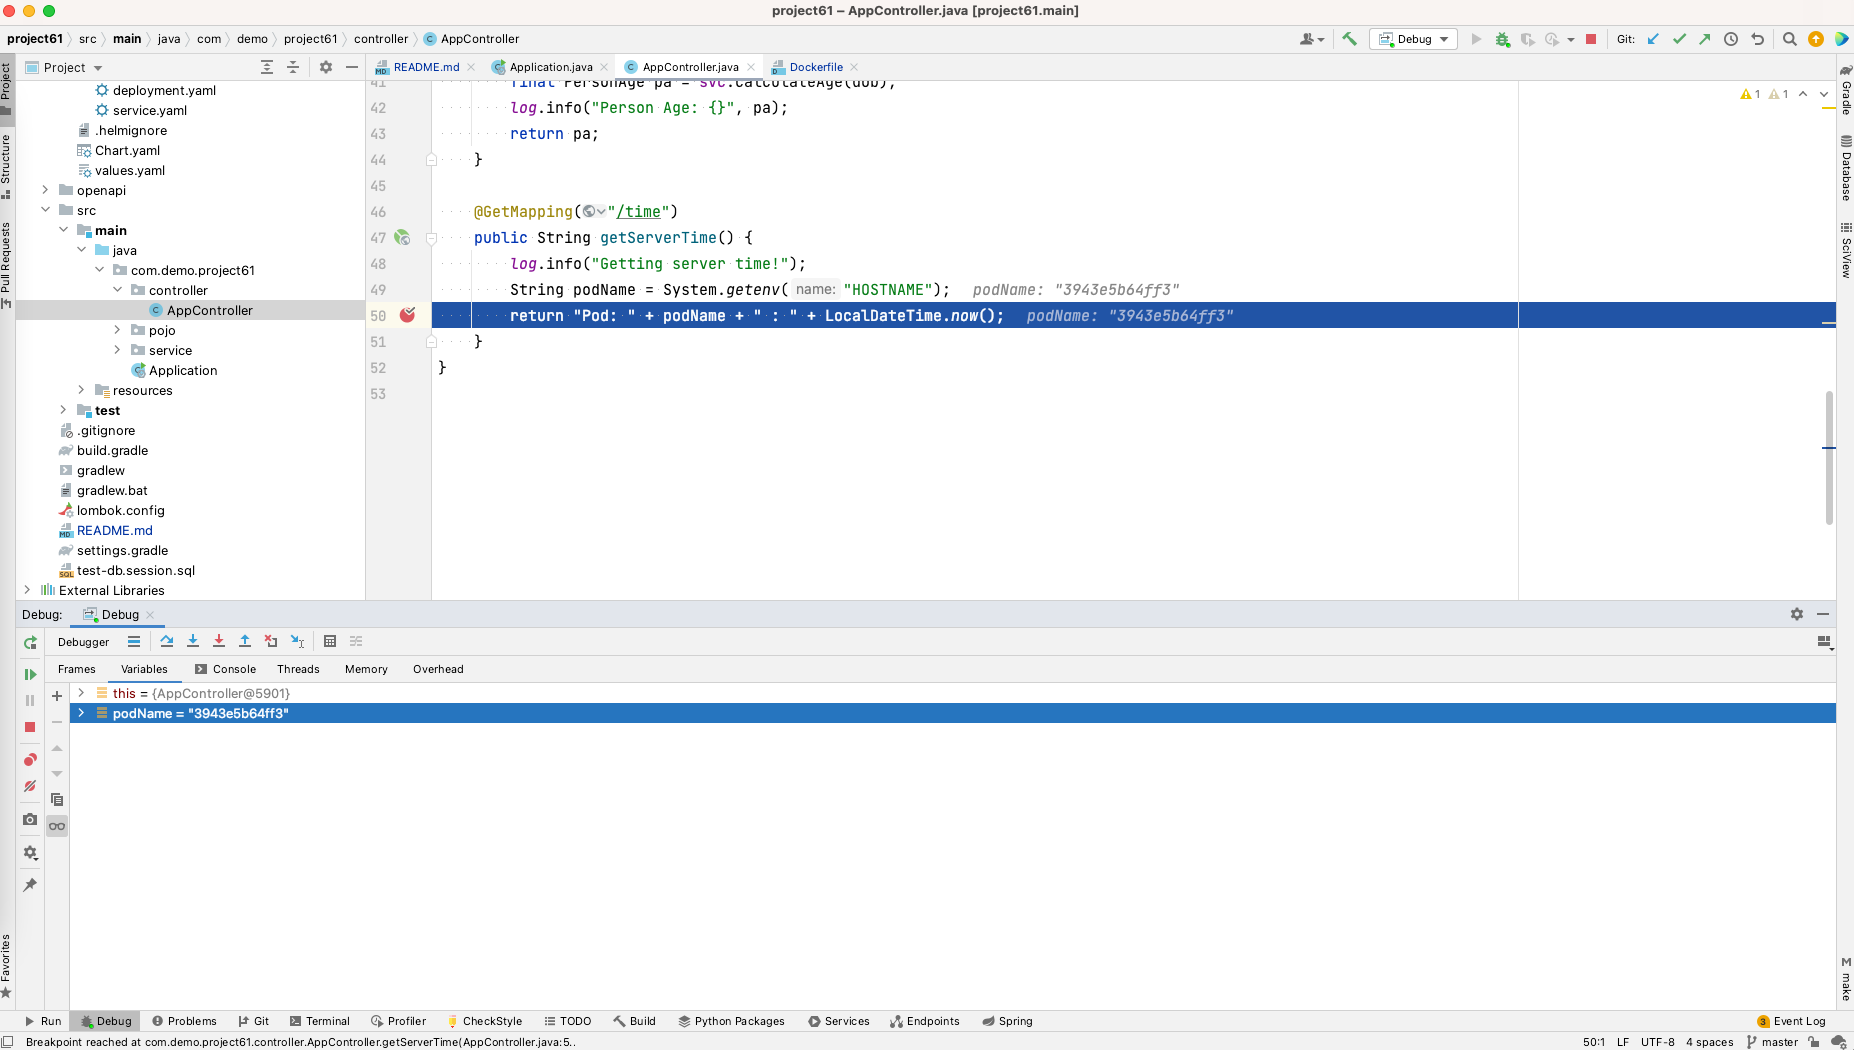 project61 – AppController.java [project61.main]
project61 src main java com demo project61 controller AppController
Debug
Git:
Project
README.md
Application.java
AppController.java
Dockerfile
deployment.yaml
service.yaml
.helmignore
Chart.yaml
values.yaml
openapi
src
main
java
com.demo.project61
controller
AppController
pojo
service
Application
resources
test
.gitignore
build.gradle
gradlew
gradlew.bat
lombok.config
README.md
settings.gradle
test-db.session.sql
External Libraries
41 final PersonAge pa = svc.calculateAge(dob);
42 log.info("Person Age: {}", pa);
43 return pa;
44 }
45
46 @GetMapping("/time")
47 public String getServerTime() {
48 log.info("Getting server time!");
49 String podName = System.getenv( name: "HOSTNAME"); podName: "3943e5b64ff3"
50 return "Pod: " + podName + " : " + LocalDateTime.now(); podName: "3943e5b64ff3"
51 }
52 }
53
1 1
Project
Structure
Pull Requests
Favorites
Gradle
Database
SciView
M make
Debug: Debug
Debugger
Frames Variables Console Threads Memory Overhead
this = {AppController@5901}
podName = "3943e5b64ff3"
Run Debug Problems Git Terminal Profiler CheckStyle TODO Build Python Packages Services Endpoints Spring 3 Event Log
Breakpoint reached at com.demo.project61.controller.AppController.getServerTime(AppController.java:5..
50:1 LF UTF-8 4 spaces master